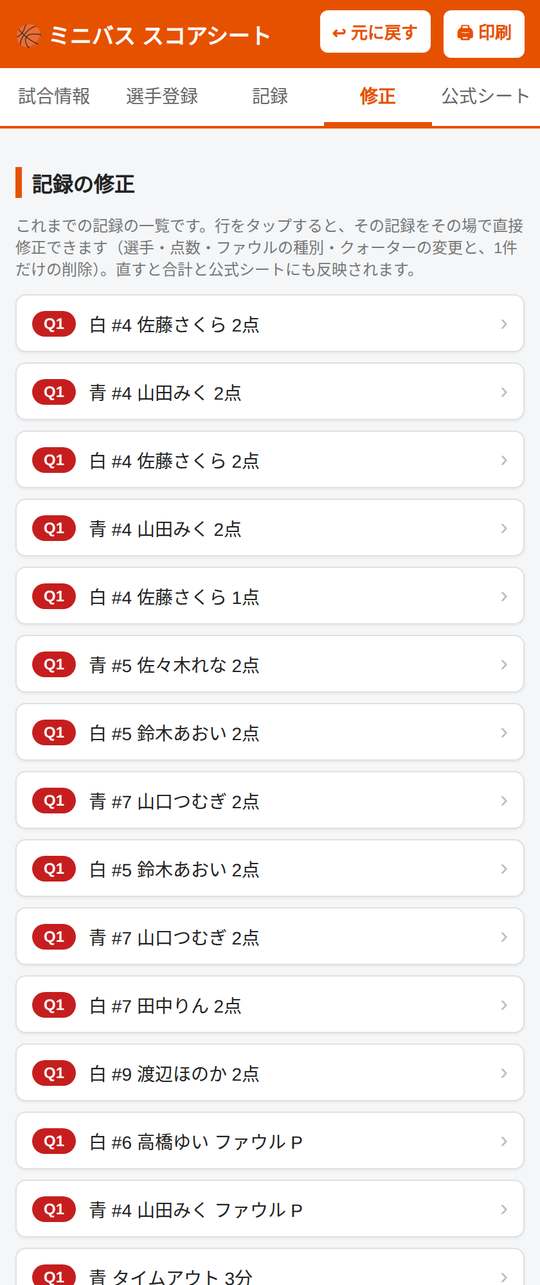 🏀 ミニバス スコアシート
↩ 元に戻す
🖨 印刷
試合情報
選手登録
記録
修正
公式シート
記録の修正
これまでの記録の一覧です。行をタップすると、その記録をその場で直接
修正できます（選手・点数・ファウルの種別・クォーターの変更と、1件
だけの削除）。直すと合計と公式シートにも反映されます。
Q1 白 #4 佐藤さくら 2点 ›
Q1 青 #4 山田みく 2点 ›
Q1 白 #4 佐藤さくら 2点 ›
Q1 青 #4 山田みく 2点 ›
Q1 白 #4 佐藤さくら 1点 ›
Q1 青 #5 佐々木れな 2点 ›
Q1 白 #5 鈴木あおい 2点 ›
Q1 青 #7 山口つむぎ 2点 ›
Q1 白 #5 鈴木あおい 2点 ›
Q1 青 #7 山口つむぎ 2点 ›
Q1 白 #7 田中りん 2点 ›
Q1 白 #9 渡辺ほのか 2点 ›
Q1 白 #6 高橋ゆい ファウル P ›
Q1 青 #4 山田みく ファウル P ›
Q1 青 タイムアウト 3分 ›